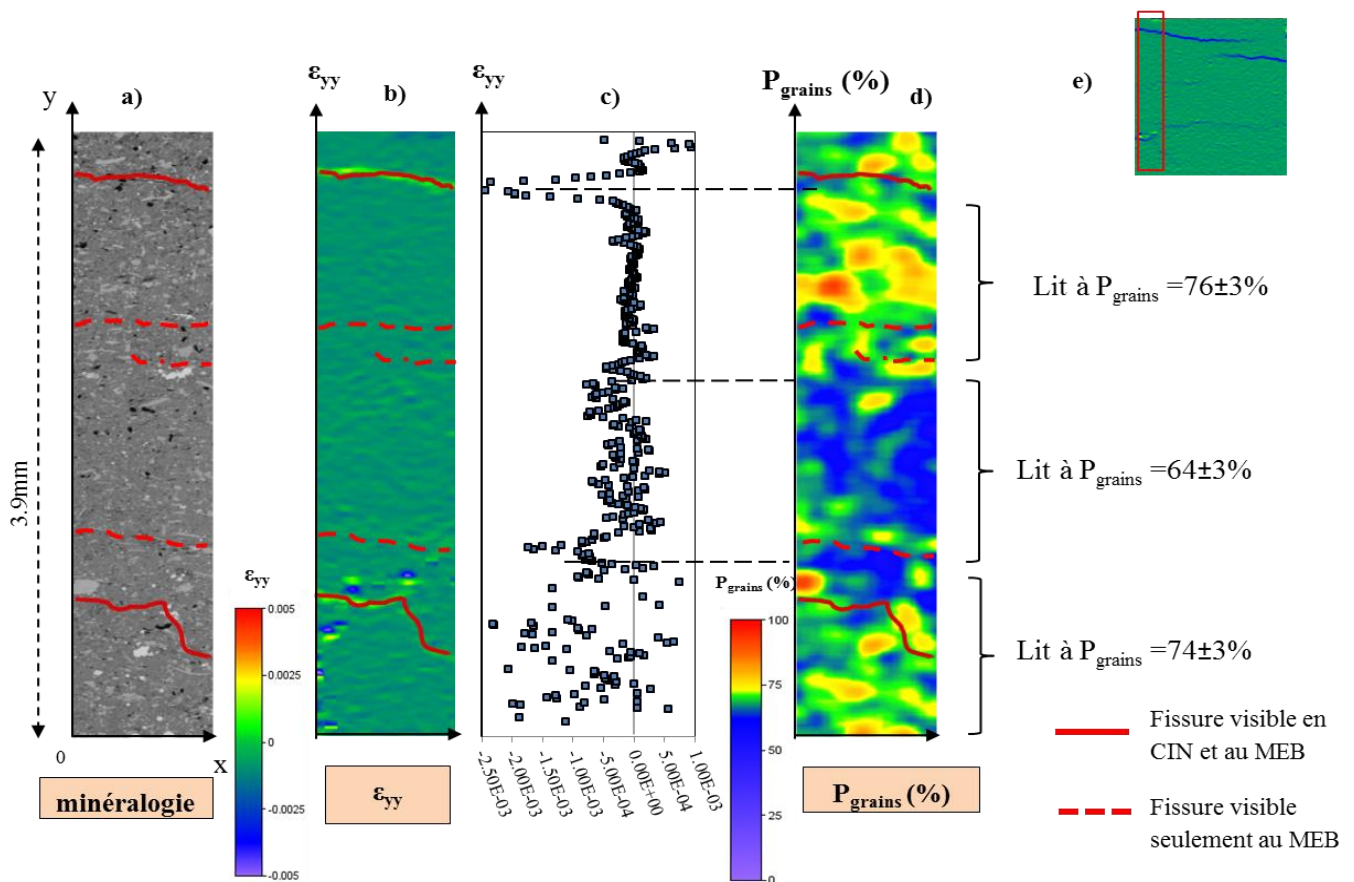 y
a)
εyy
b)
εyy
c)
Pgrains (%)
d)
e)
3.9mm
0
x
minéralogie
εyy
0.005
0.0025
0
-0.0025
-0.005
εyy
-2.50E-03
-2.00E-03
-1.50E-03
-1.00E-03
-5.00E-04
0.00E+00
5.00E-04
1.00E-03
Pgrains (%)
100
75
50
25
0
Pgrains (%)
Lit à Pgrains =76±3%
Lit à Pgrains =64±3%
Lit à Pgrains =74±3%
Fissure visible en
CIN et au MEB
Fissure visible
seulement au MEB